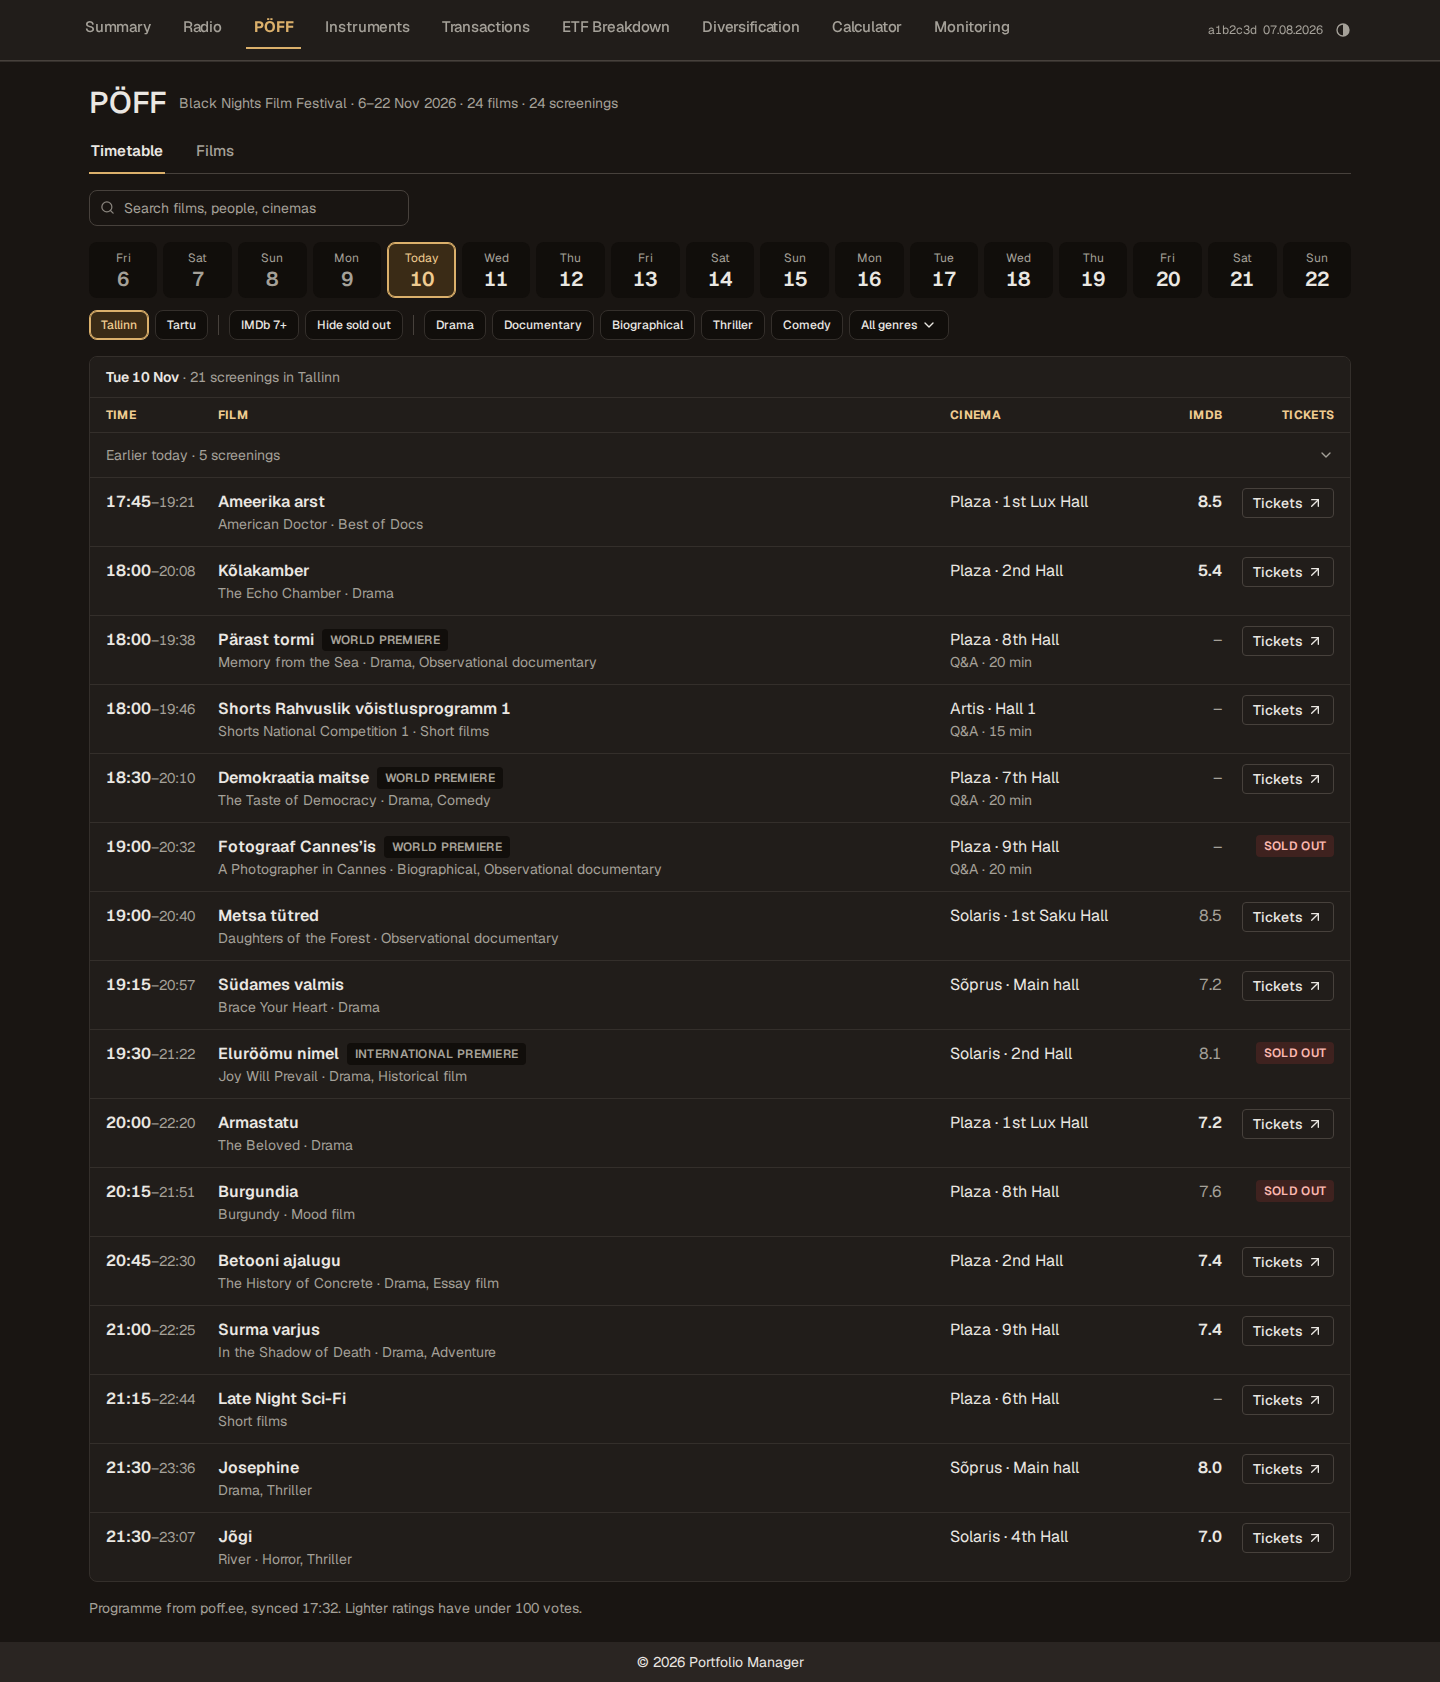 Summary Radio PÖFF Instruments Transactions ETF Breakdown Diversification Calculator Monitoring a1b2c3d 07.08.2026
PÖFF Black Nights Film Festival · 6–22 Nov 2026 · 24 films · 24 screenings
Timetable Films
Search films, people, cinemas
Fri Sat Sun Mon Today Wed Thu Fri Sat Sun Mon Tue Wed Thu Fri Sat Sun
6 7 8 9 10 11 12 13 14 15 16 17 18 19 20 21 22
Tallinn Tartu IMDb 7+ Hide sold out Drama Documentary Biographical Thriller Comedy All genres
Tue 10 Nov · 21 screenings in Tallinn
TIME FILM CINEMA IMDB TICKETS
Earlier today · 5 screenings
17:45–19:21 Ameerika arst Plaza · 1st Lux Hall 8.5 Tickets
American Doctor · Best of Docs
18:00–20:08 Kõlakamber Plaza · 2nd Hall 5.4 Tickets
The Echo Chamber · Drama
18:00–19:38 Pärast tormi WORLD PREMIERE Plaza · 8th Hall – Tickets
Memory from the Sea · Drama, Observational documentary Q&A · 20 min
18:00–19:46 Shorts Rahvuslik võistlusprogramm 1 Artis · Hall 1 – Tickets
Shorts National Competition 1 · Short films Q&A · 15 min
18:30–20:10 Demokraatia maitse WORLD PREMIERE Plaza · 7th Hall – Tickets
The Taste of Democracy · Drama, Comedy Q&A · 20 min
19:00–20:32 Fotograaf Cannes’is WORLD PREMIERE Plaza · 9th Hall – SOLD OUT
A Photographer in Cannes · Biographical, Observational documentary Q&A · 20 min
19:00–20:40 Metsa tütred Solaris · 1st Saku Hall 8.5 Tickets
Daughters of the Forest · Observational documentary
19:15–20:57 Südames valmis Sõprus · Main hall 7.2 Tickets
Brace Your Heart · Drama
19:30–21:22 Eluröömu nimel INTERNATIONAL PREMIERE Solaris · 2nd Hall 8.1 SOLD OUT
Joy Will Prevail · Drama, Historical film
20:00–22:20 Armastatu Plaza · 1st Lux Hall 7.2 Tickets
The Beloved · Drama
20:15–21:51 Burgundia Plaza · 8th Hall 7.6 SOLD OUT
Burgundy · Mood film
20:45–22:30 Betooni ajalugu Plaza · 2nd Hall 7.4 Tickets
The History of Concrete · Drama, Essay film
21:00–22:25 Surma varjus Plaza · 9th Hall 7.4 Tickets
In the Shadow of Death · Drama, Adventure
21:15–22:44 Late Night Sci-Fi Plaza · 6th Hall – Tickets
Short films
21:30–23:36 Josephine Sõprus · Main hall 8.0 Tickets
Drama, Thriller
21:30–23:07 Jõgi Solaris · 4th Hall 7.0 Tickets
River · Horror, Thriller
Programme from poff.ee, synced 17:32. Lighter ratings have under 100 votes.
© 2026 Portfolio Manager